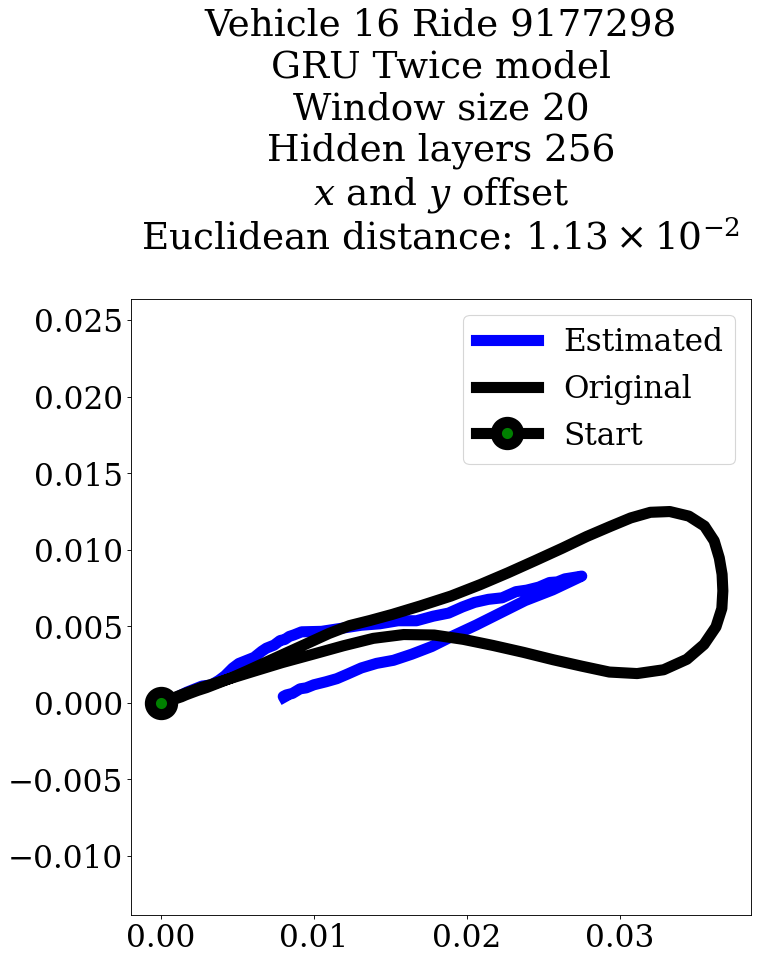 Vehicle 16 Ride 9177298
GRU Twice model
Window size 20
Hidden layers 256
x and y offset
Euclidean distance: 1.13 × 10⁻²
Estimated
Original
Start
0.025
0.020
0.015
0.010
0.005
0.000
−0.005
−0.010
0.00 0.01 0.02 0.03